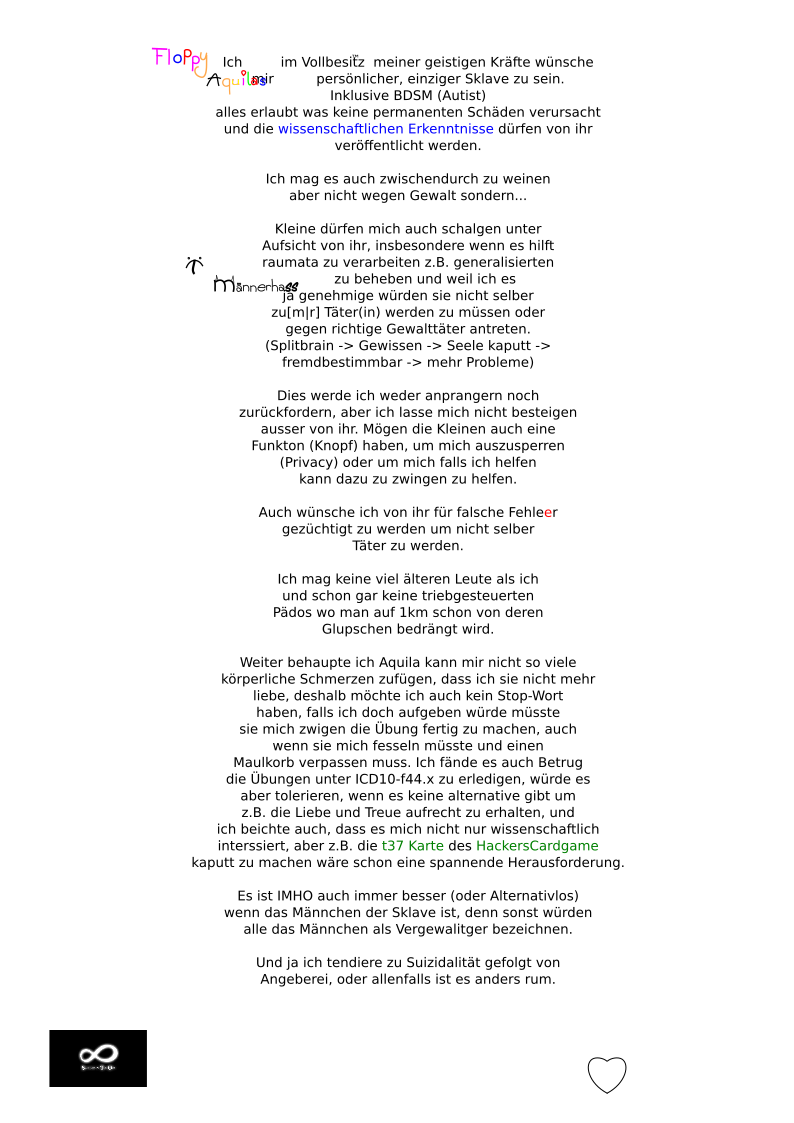 Ich Floppy im Vollbesitz meiner geistigen Kräfte wünsche
mir Aquilas persönlicher, einziger Sklave zu sein.
Inklusive BDSM (Autist)
alles erlaubt was keine permanenten Schäden verursacht
und die wissenschaftlichen Erkenntnisse dürfen von ihr
veröffentlicht werden.
Ich mag es auch zwischendurch zu weinen
aber nicht wegen Gewalt sondern...
Kleine dürfen mich auch schalgen unter
Aufsicht von ihr, insbesondere wenn es hilft
T
raumata zu verarbeiten z.B. generalisierten
Männerhass zu beheben und weil ich es
ja genehmige würden sie nicht selber
zu[m|r] Täter(in) werden zu müssen oder
gegen richtige Gewalttäter antreten.
(Splitbrain -> Gewissen -> Seele kaputt ->
fremdbestimmbar -> mehr Probleme)
Dies werde ich weder anprangern noch
zurückfordern, aber ich lasse mich nicht besteigen
ausser von ihr. Mögen die Kleinen auch eine
Funkton (Knopf) haben, um mich auszusperren
(Privacy) oder um mich falls ich helfen
kann dazu zu zwingen zu helfen.
Auch wünsche ich von ihr für falsche Fehleer
gezüchtigt zu werden um nicht selber
Täter zu werden.
Ich mag keine viel älteren Leute als ich
und schon gar keine triebgesteuerten
Pädos wo man auf 1km schon von deren
Glupschen bedrängt wird.
Weiter behaupte ich Aquila kann mir nicht so viele
körperliche Schmerzen zufügen, dass ich sie nicht mehr
liebe, deshalb möchte ich auch kein Stop-Wort
haben, falls ich doch aufgeben würde müsste
sie mich zwigen die Übung fertig zu machen, auch
wenn sie mich fesseln müsste und einen
Maulkorb verpassen muss. Ich fände es auch Betrug
die Übungen unter ICD10-f44.x zu erledigen, würde es
aber tolerieren, wenn es keine alternative gibt um
z.B. die Liebe und Treue aufrecht zu erhalten, und
ich beichte auch, dass es mich nicht nur wissenschaftlich
interssiert, aber z.B. die t37 Karte des HackersCardgame
kaputt zu machen wäre schon eine spannende Herausforderung.
Es ist IMHO auch immer besser (oder Alternativlos)
wenn das Männchen der Sklave ist, denn sonst würden
alle das Männchen als Vergewalitger bezeichnen.
Und ja ich tendiere zu Suizidalität gefolgt von
Angeberei, oder allenfalls ist es anders rum.